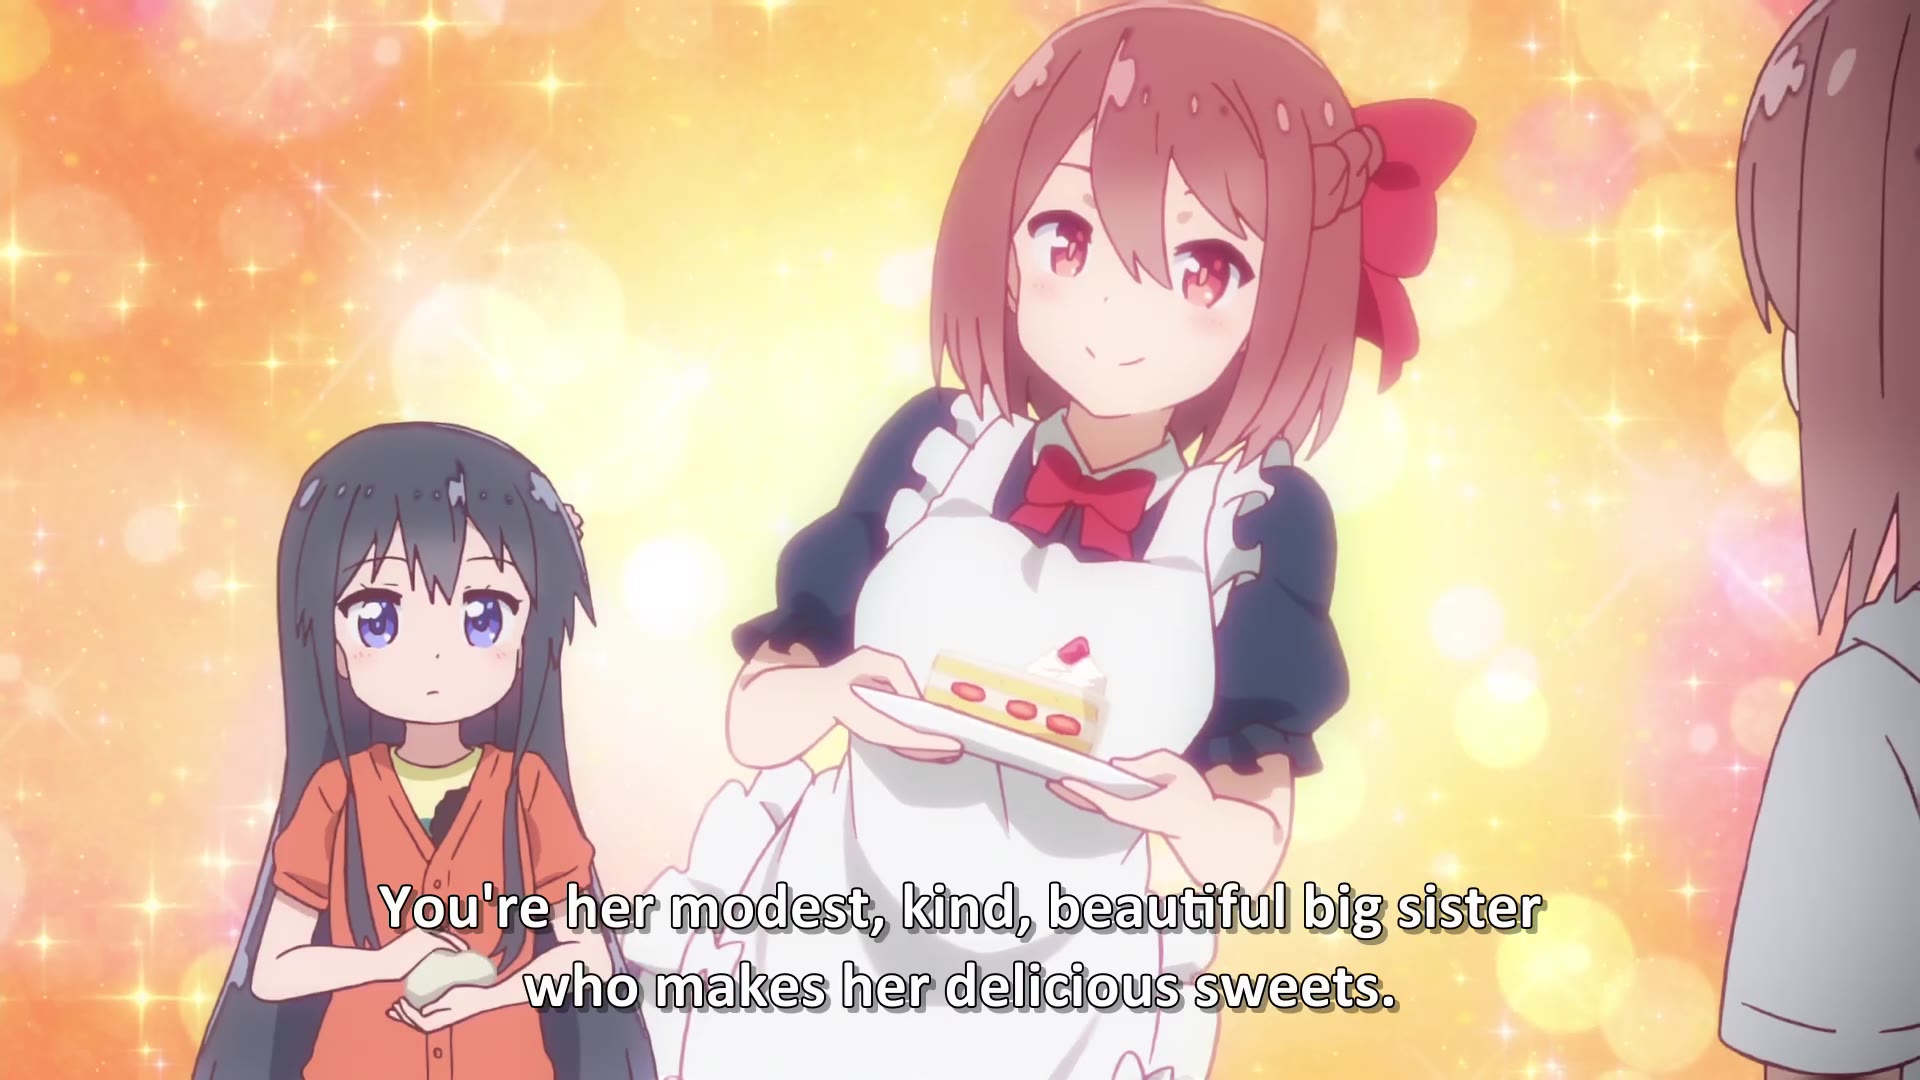 You're her modest, kind, beautiful big sister
who makes her delicious sweets.